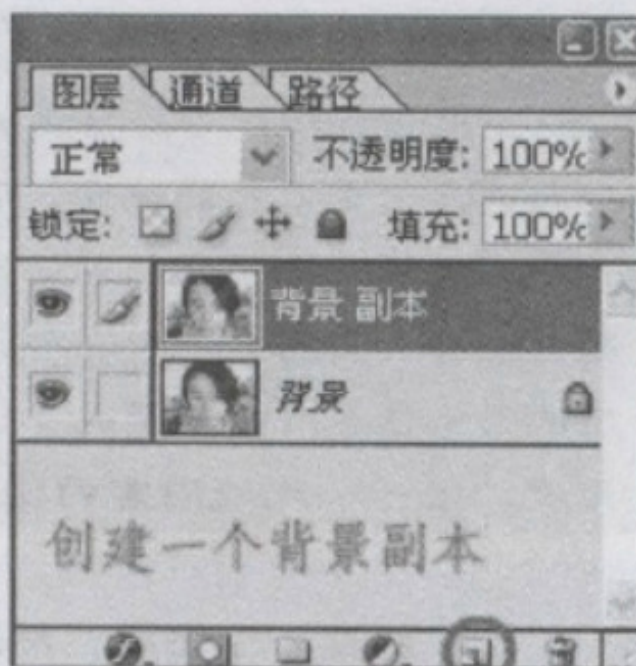 图层 通道 路径
正常 不透明度: 100%
锁定: 填充: 100%
背景 副本
背景
创建一个背景副本